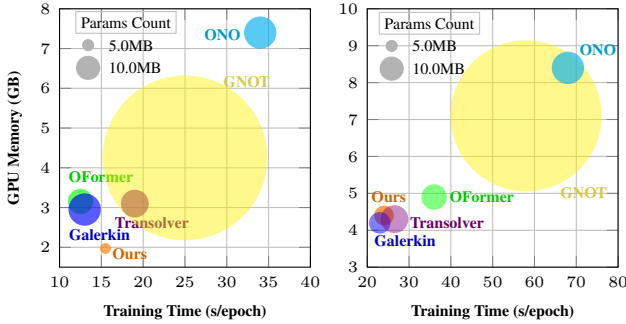 GPU Memory (GB)
8
7
6
5
4
3
2
Params Count
5.0MB
10.0MB
ONO
GNOT
OFormer
Transolver
Galerkin
Ours
10 15 20 25 30 35 40
Training Time (s/epoch)
10
9
8
7
6
5
4
3
Params Count
5.0MB
10.0MB
ONO
GNOT
Ours
OFormer
Transolver
Galerkin
20 30 40 50 60 70 80
Training Time (s/epoch)